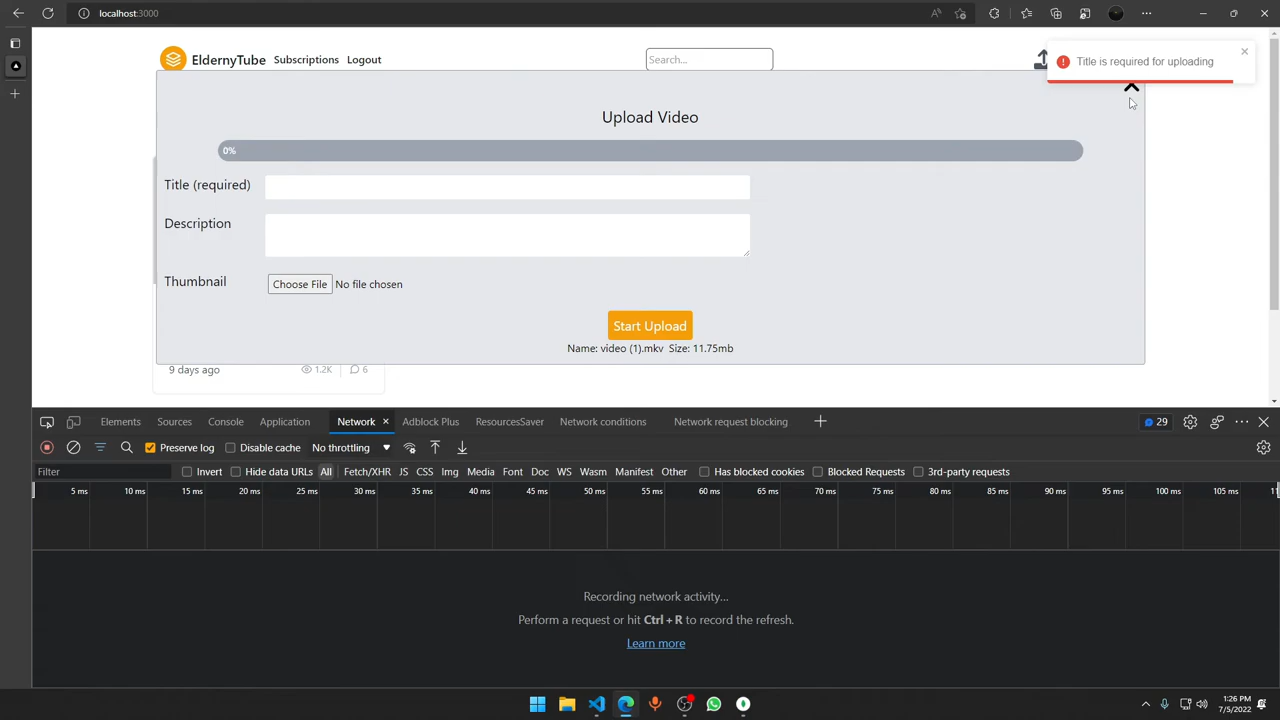 localhost:3000
EldernyTube Subscriptions Logout
Search...
Title is required for uploading
Upload Video
0%
Title (required)
Description
Thumbnail
Choose File No file chosen
Start Upload
Name: video (1).mkv Size: 11.75mb
9 days ago 1.2K 6
Elements Sources Console Application Network Adblock Plus ResourcesSaver Network conditions Network request blocking 29
Preserve log Disable cache No throttling
Filter Invert Hide data URLs All Fetch/XHR JS CSS Img Media Font Doc WS Wasm Manifest Other Has blocked cookies Blocked Requests 3rd-party requests
5 ms 10 ms 15 ms 20 ms 25 ms 30 ms 35 ms 40 ms 45 ms 50 ms 55 ms 60 ms 65 ms 70 ms 75 ms 80 ms 85 ms 90 ms 95 ms 100 ms 105 ms 11
Recording network activity...
Perform a request or hit Ctrl + R to record the refresh.
Learn more
1:26 PM
7/5/2022